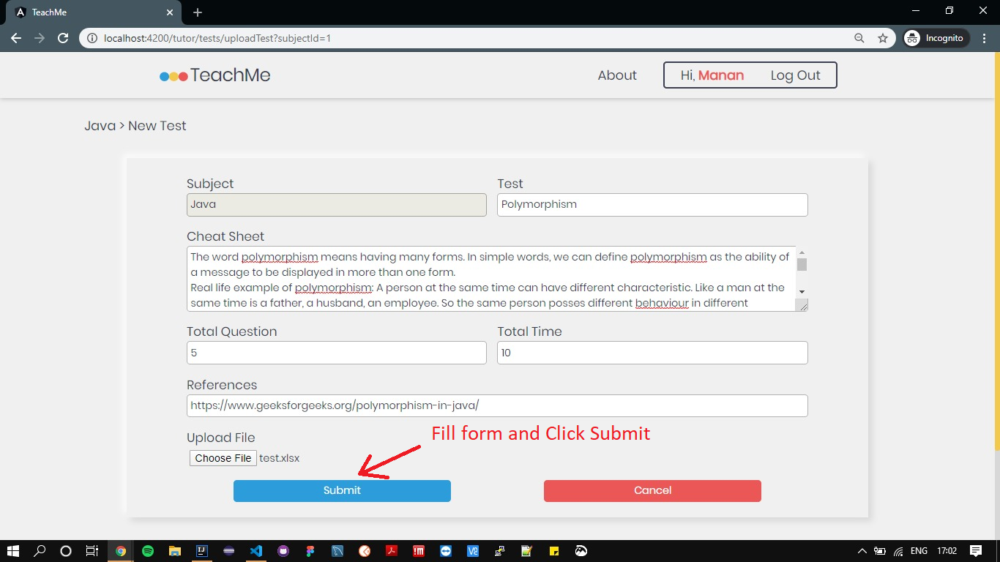 TeachMe
localhost:4200/tutor/tests/uploadTest?subjectId=1
Incognito
TeachMe
About
Hi, Manan
Log Out
Java > New Test
Subject
Test
Java
Polymorphism
Cheat Sheet
The word polymorphism means having many forms. In simple words, we can define polymorphism as the ability of
a message to be displayed in more than one form.
Real life example of polymorphism: A person at the same time can have different characteristic. Like a man at the
same time is a father, a husband, an employee. So the same person posses different behaviour in different
Total Question
Total Time
5
10
References
https://www.geeksforgeeks.org/polymorphism-in-java/
Fill form and Click Submit
Upload File
Choose File test.xlsx
Submit
Cancel
ENG
17:02